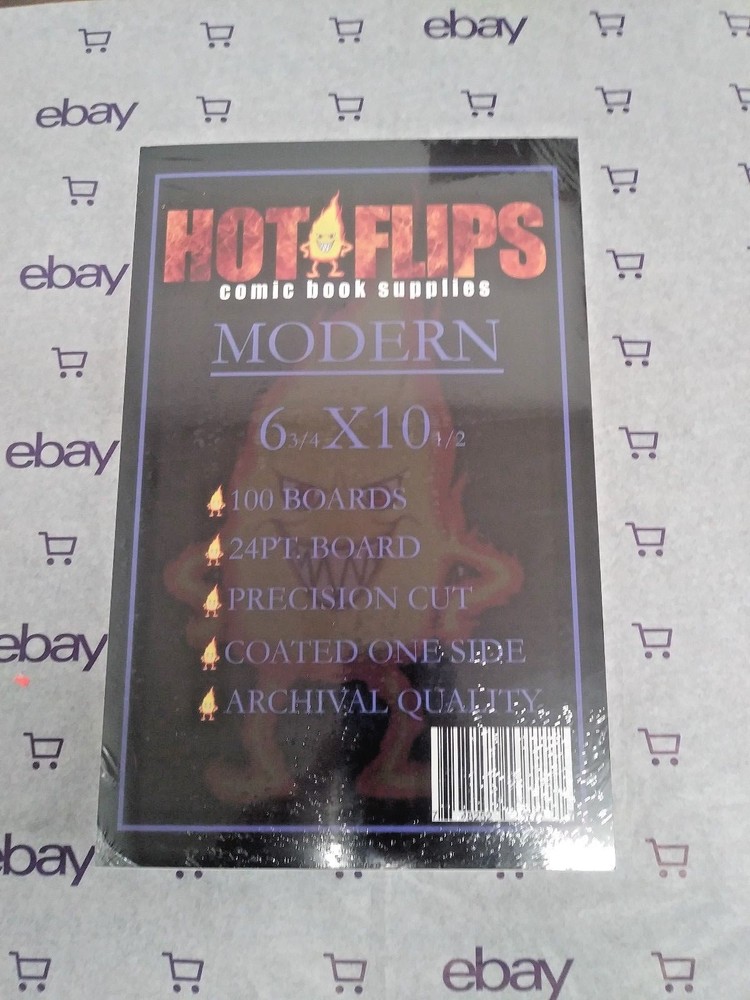 ebay
ebay
HOT FLIPS
comic book supplies
ebay
MODERN
6 3/4 X10 1/2
ebay
100 BOARDS
24PT. BOARD
PRECISION CUT
ebay
COATED ONE SIDE
ARCHIVAL QUALITY
ebay
ebay